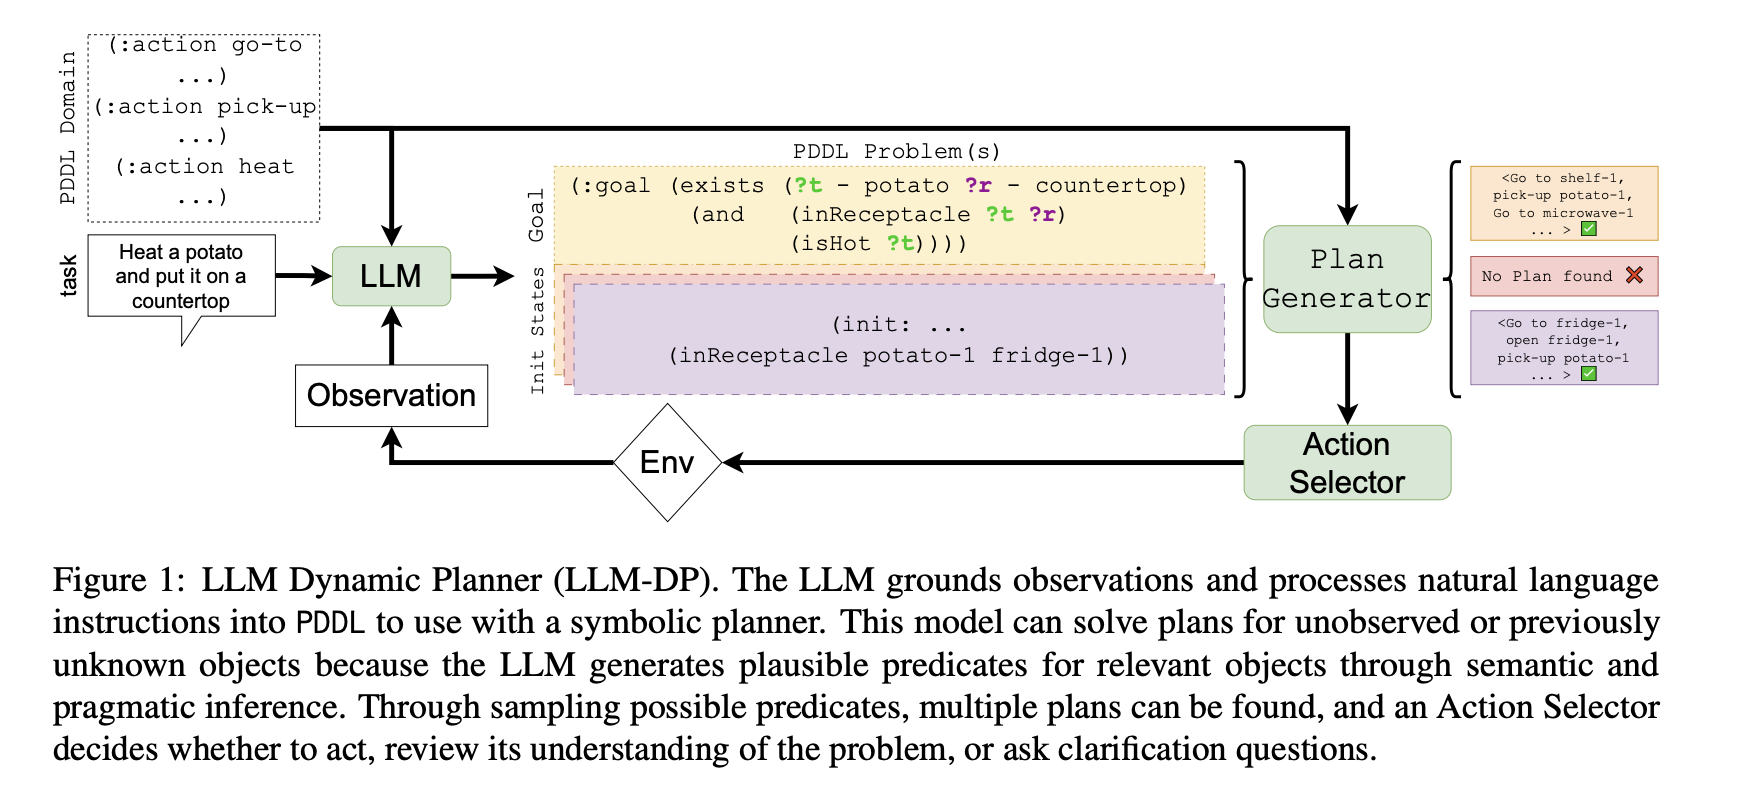 PDDL Domain
(:action go-to
...)
(:action pick-up
...)
(:action heat
...)
task
Heat a potato
and put it on a
countertop
LLM
Observation
PDDL Problem(s)
Goal
(:goal (exists (?t - potato ?r - countertop)
(and (inReceptacle ?t ?r)
(isHot ?t))))
Init States
(init: ...
(inReceptacle potato-1 fridge-1))
Env
Plan
Generator
Action
Selector
<Go to shelf-1,
pick-up potato-1,
Go to microwave-1
... > ✅
No Plan found ❌
<Go to fridge-1,
open fridge-1,
pick-up potato-1
... > ✅
Figure 1: LLM Dynamic Planner (LLM-DP). The LLM grounds observations and processes natural language
instructions into PDDL to use with a symbolic planner. This model can solve plans for unobserved or previously
unknown objects because the LLM generates plausible predicates for relevant objects through semantic and
pragmatic inference. Through sampling possible predicates, multiple plans can be found, and an Action Selector
decides whether to act, review its understanding of the problem, or ask clarification questions.